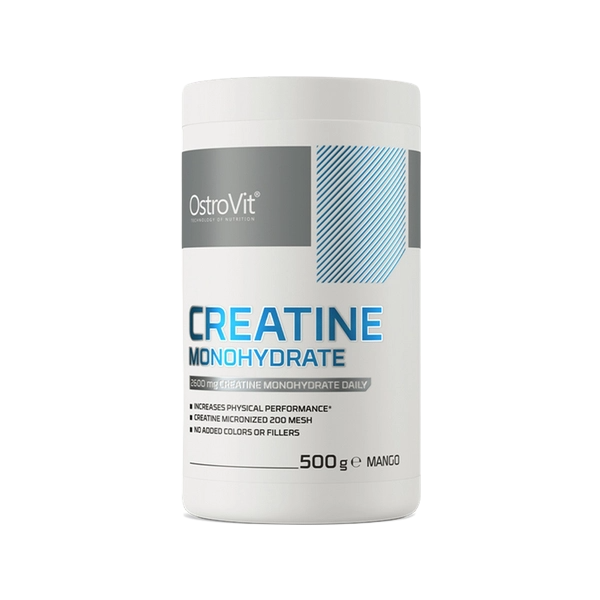 OstroVit®
TECHNOLOGY OF NUTRITION
CREATINE
MONOHYDRATE
2600 mg CREATINE MONOHYDRATE DAILY
■ INCREASES PHYSICAL PERFORMANCE*
■ CREATINE MICRONIZED 200 MESH
■ NO ADDED COLORS OR FILLERS
500 g ℮ MANGO